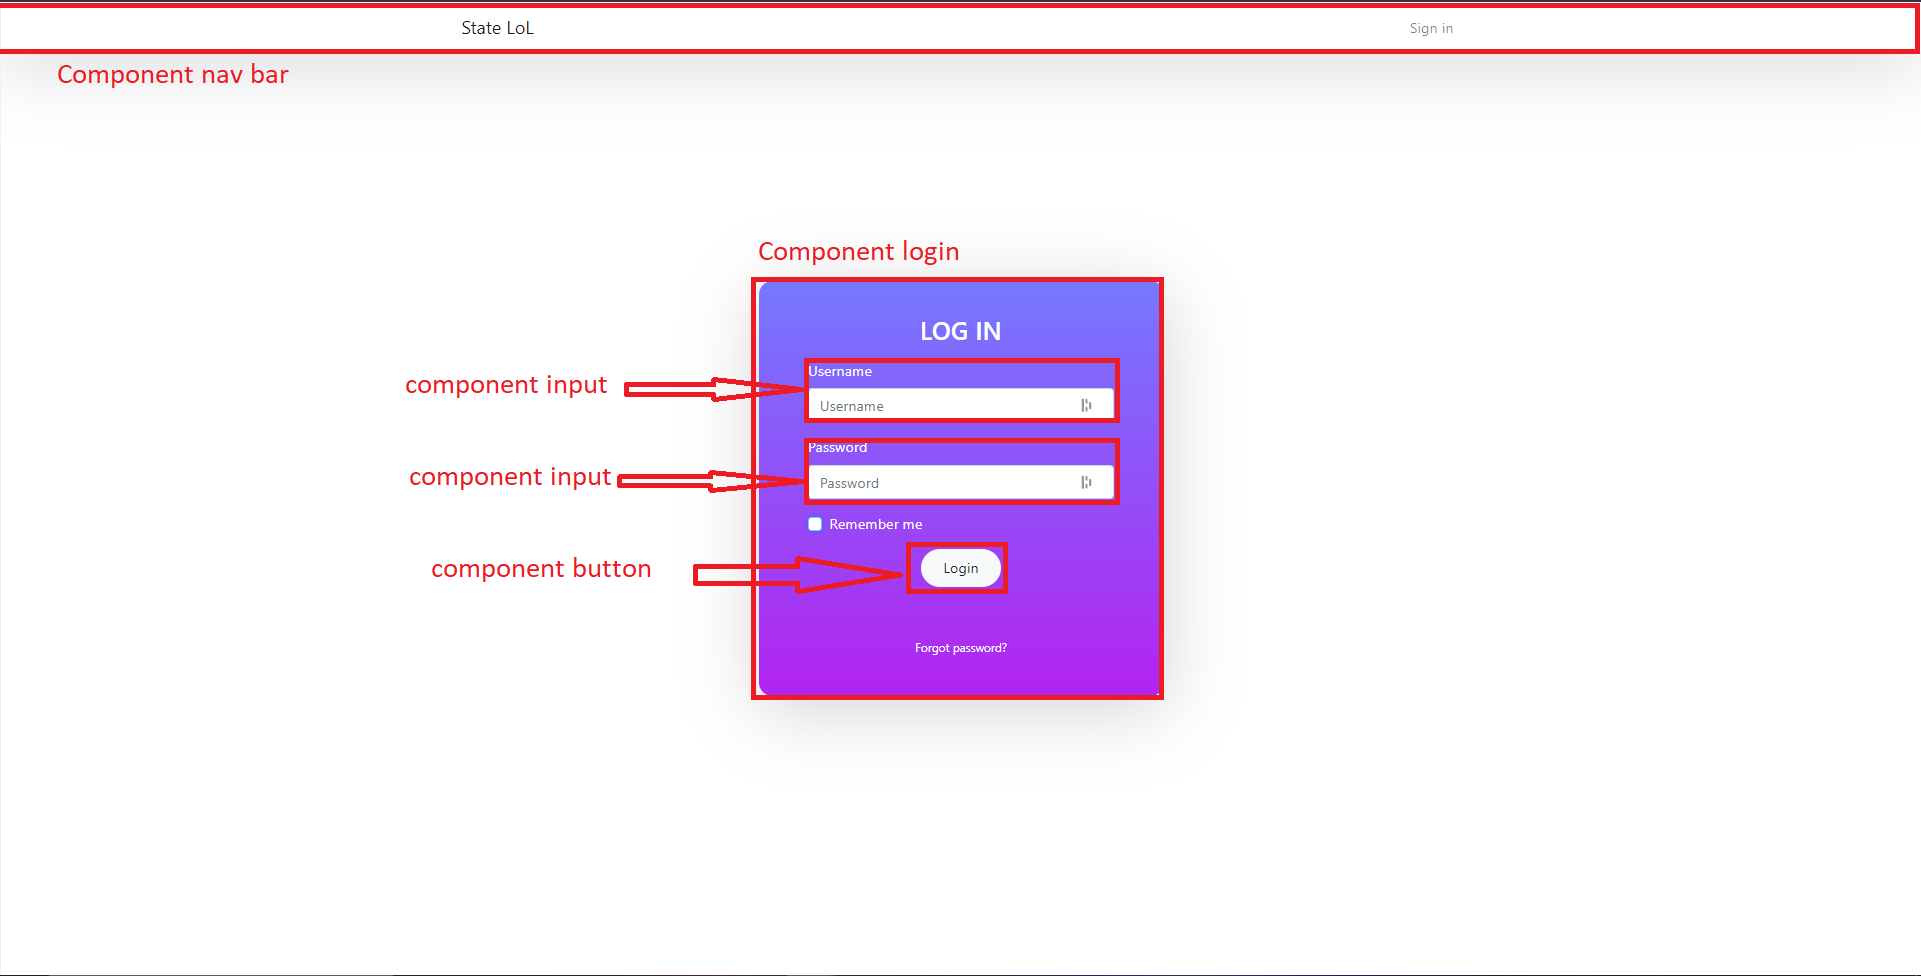 State LoL
Sign in
Component nav bar
Component login
LOG IN
Username
component input
Username
Password
component input
Password
Remember me
component button
Login
Forgot password?